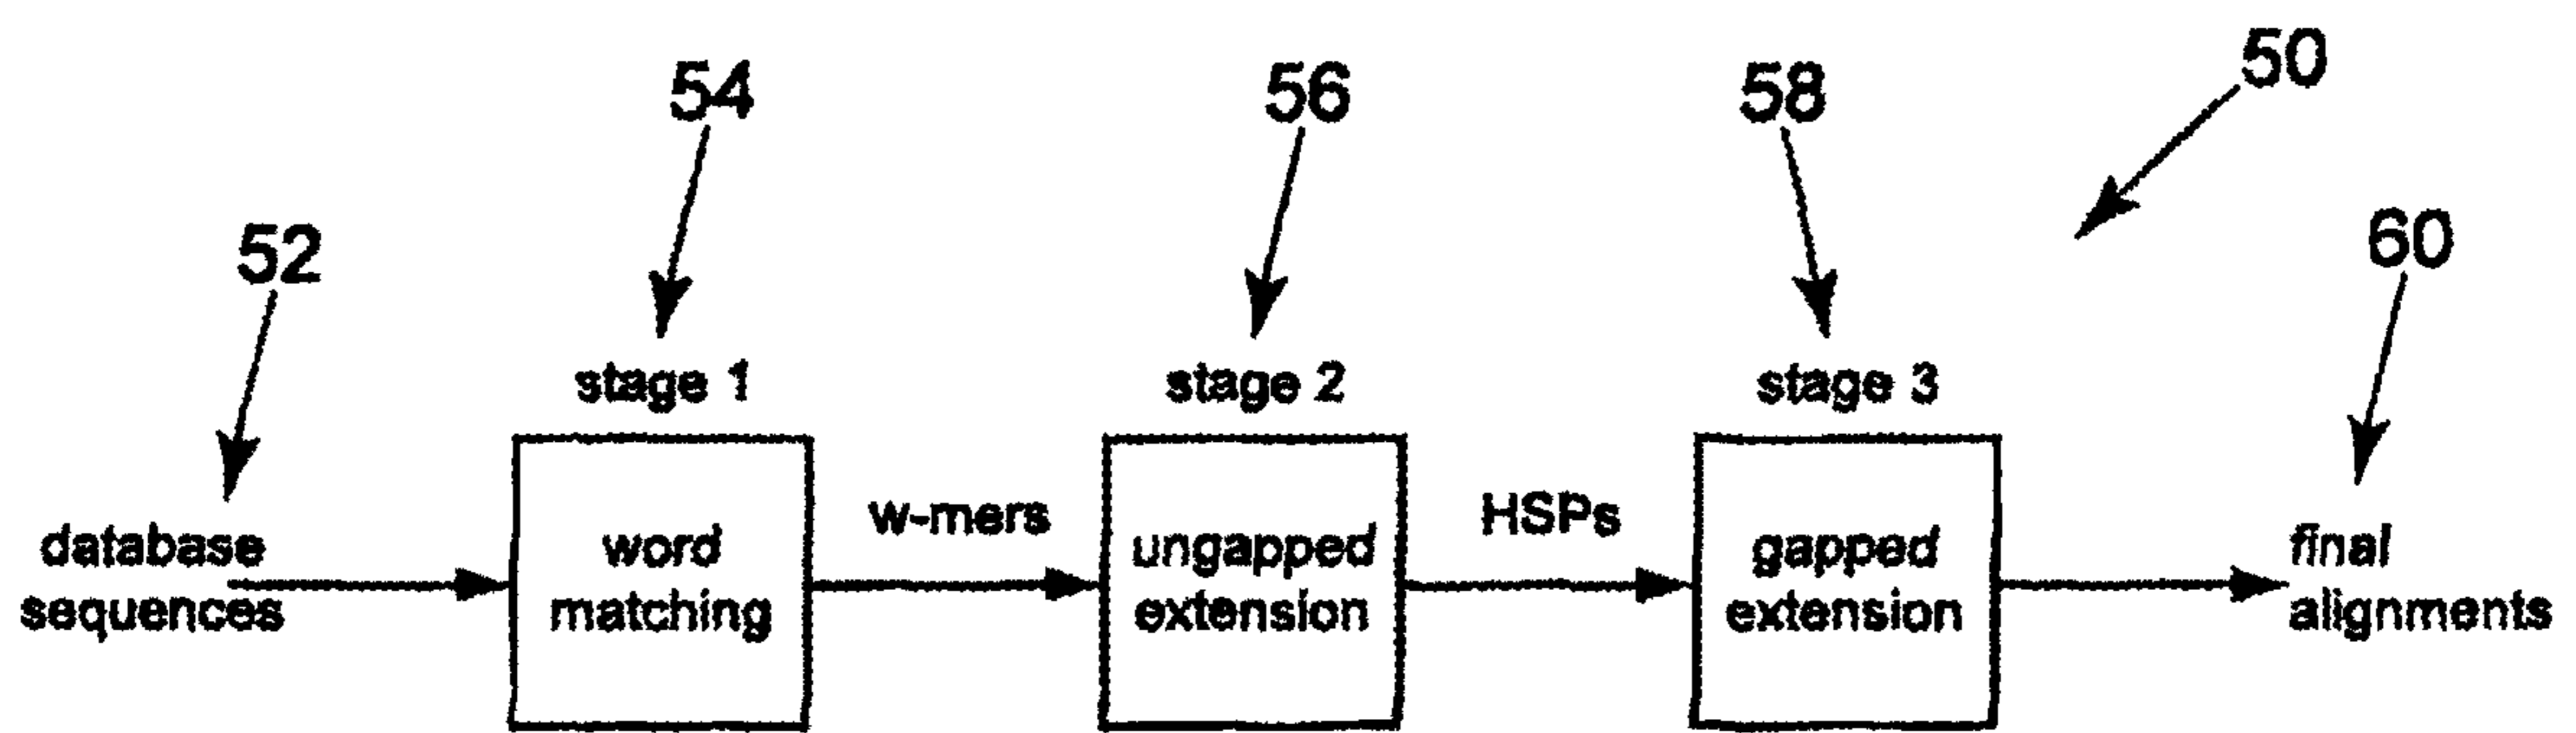 50
54
56
58
52
60
stage 1
stage 2
stage 3
database
sequences
word
matching
w-mers
ungapped
extension
HSPs
gapped
extension
final
alignments